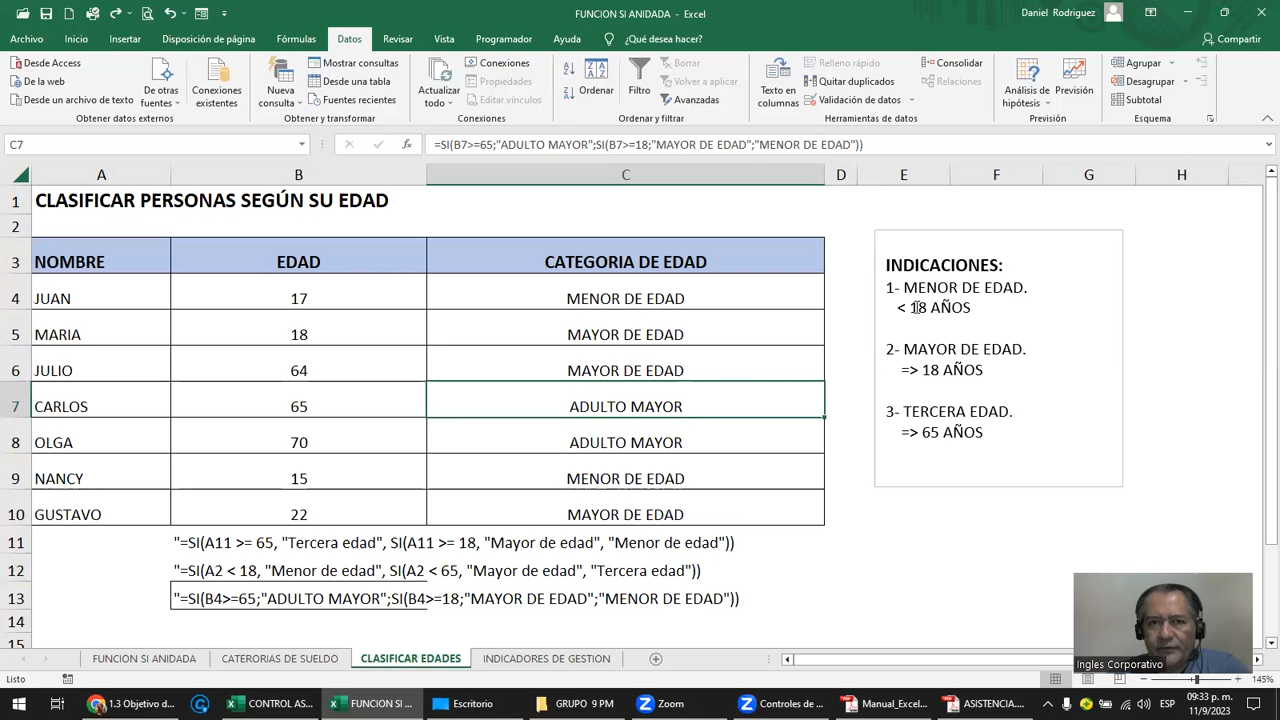 FUNCION SI ANIDADA - Excel
Daniel Rodriguez
Archivo Inicio Insertar Disposición de página Fórmulas Datos Revisar Vista Programador Ayuda ¿Qué desea hacer? Compartir
Desde Access
De la web
Desde un archivo de texto
De otras fuentes
Conexiones existentes
Obtener datos externos
Nueva consulta
Mostrar consultas
Desde una tabla
Fuentes recientes
Obtener y transformar
Actualizar todo
Conexiones
Propiedades
Editar vínculos
Conexiones
Ordenar
Filtro
Borrar
Volver a aplicar
Avanzadas
Ordenar y filtrar
Texto en columnas
Relleno rápido
Quitar duplicados
Validación de datos
Consolidar
Relaciones
Herramientas de datos
Análisis de hipótesis
Previsión
Previsión
Agrupar
Desagrupar
Subtotal
Esquema
C7 fx =SI(B7>=65;"ADULTO MAYOR";SI(B7>=18;"MAYOR DE EDAD";"MENOR DE EDAD"))
A B C D E F G H
1 CLASIFICAR PERSONAS SEGÚN SU EDAD
2
3 NOMBRE EDAD CATEGORIA DE EDAD
4 JUAN 17 MENOR DE EDAD
5 MARIA 18 MAYOR DE EDAD
6 JULIO 64 MAYOR DE EDAD
7 CARLOS 65 ADULTO MAYOR
8 OLGA 70 ADULTO MAYOR
9 NANCY 15 MENOR DE EDAD
10 GUSTAVO 22 MAYOR DE EDAD
11 "=SI(A11 >= 65, "Tercera edad", SI(A11 >= 18, "Mayor de edad", "Menor de edad"))
12 "=SI(A2 < 18, "Menor de edad", SI(A2 < 65, "Mayor de edad", "Tercera edad"))
13 "=SI(B4>=65;"ADULTO MAYOR";SI(B4>=18;"MAYOR DE EDAD";"MENOR DE EDAD"))
14
15
INDICACIONES:
1- MENOR DE EDAD.
< 18 AÑOS
2- MAYOR DE EDAD.
=> 18 AÑOS
3- TERCERA EDAD.
=> 65 AÑOS
Ingles Corporativo
FUNCION SI ANIDADA CATERORIAS DE SUELDO CLASIFICAR EDADES INDICADORES DE GESTION
Listo 145%
1.3 Objetivo d... CONTROL AS... FUNCION SI ... Escritorio GRUPO 9 PM Zoom Controles de ... Manual_Exce... ASISTENCIA.... ESP
09:33 p. m.
11/9/2023